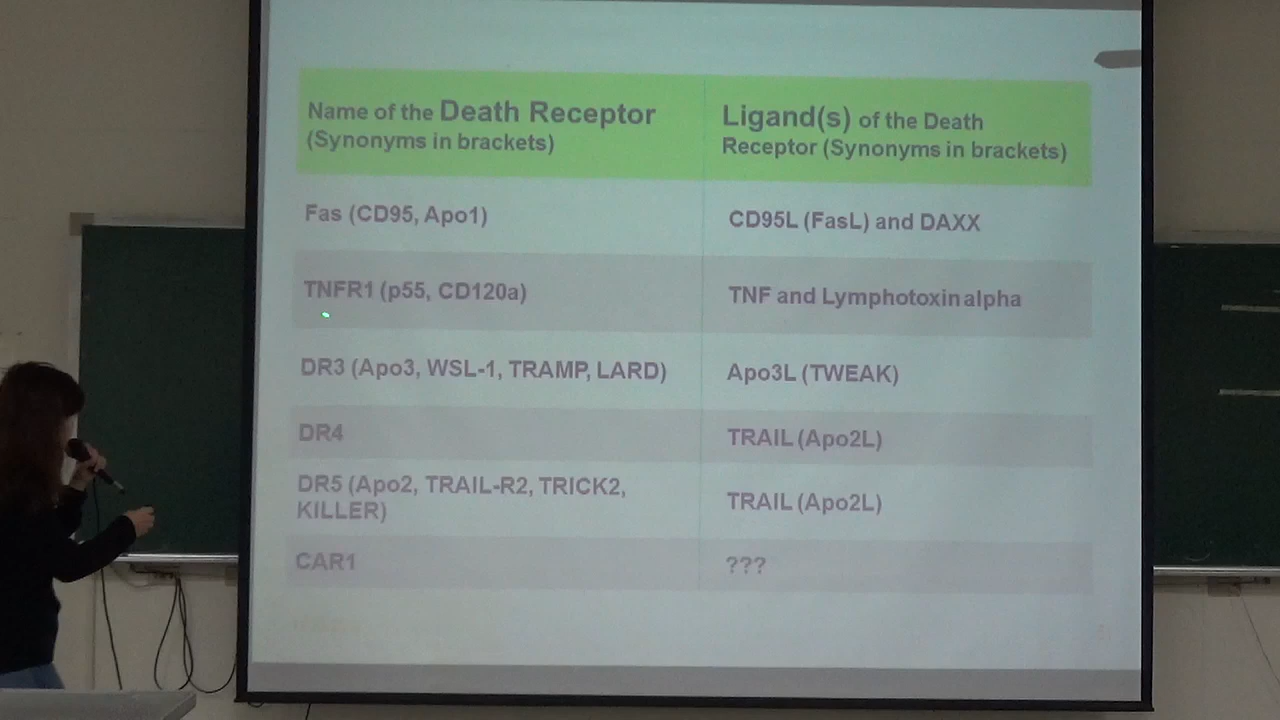 Name of the Death Receptor
(Synonyms in brackets)
Ligand(s) of the Death
Receptor (Synonyms in brackets)
Fas (CD95, Apo1)
CD95L (FasL) and DAXX
TNFR1 (p55, CD120a)
TNF and Lymphotoxin alpha
DR3 (Apo3, WSL-1, TRAMP, LARD)
Apo3L (TWEAK)
DR4
TRAIL (Apo2L)
DR5 (Apo2, TRAIL-R2, TRICK2,
KILLER)
TRAIL (Apo2L)
CAR1
???